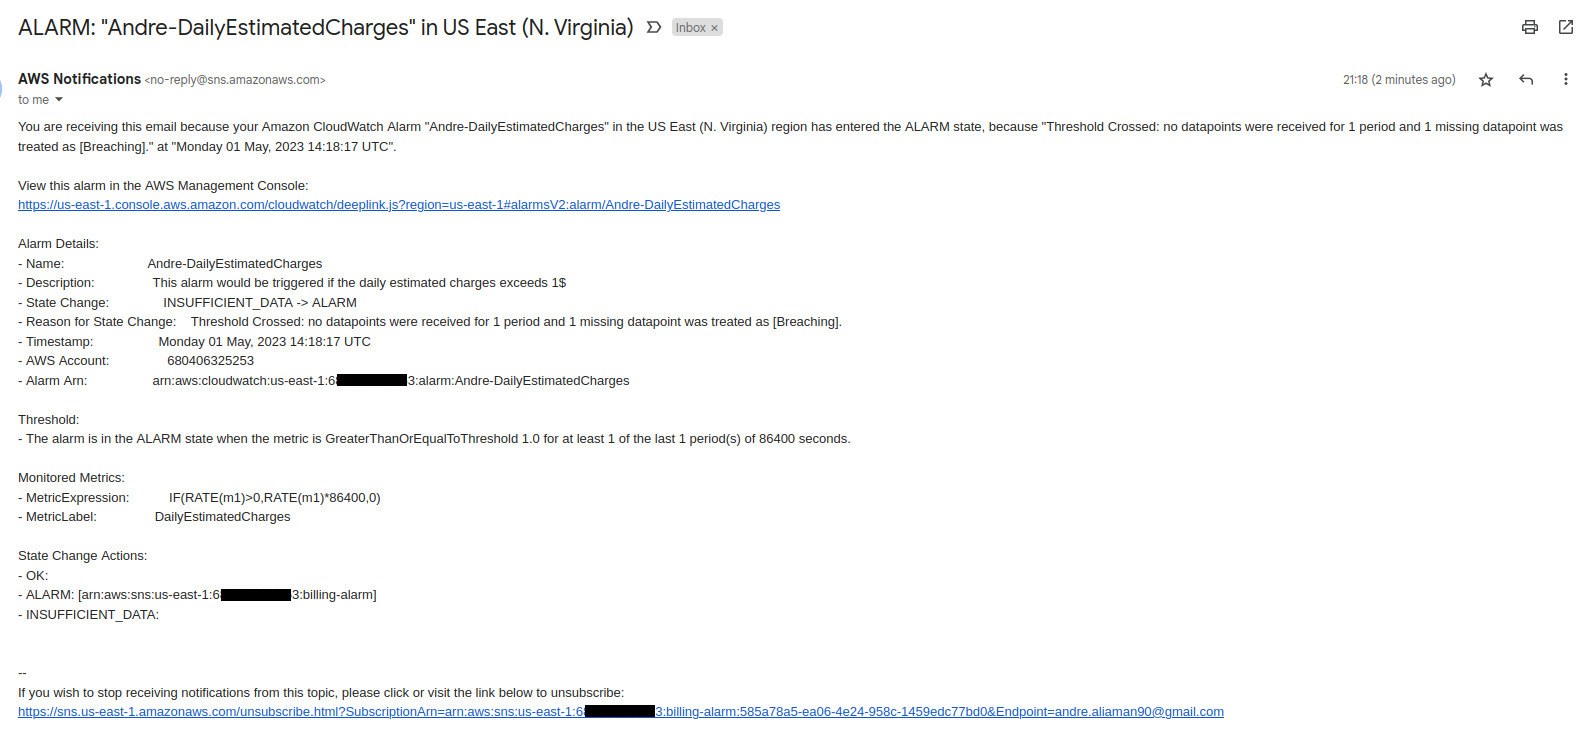 ALARM: "Andre-DailyEstimatedCharges" in US East (N. Virginia) Inbox ×
AWS Notifications <no-reply@sns.amazonaws.com> 21:18 (2 minutes ago)
to me
You are receiving this email because your Amazon CloudWatch Alarm "Andre-DailyEstimatedCharges" in the US East (N. Virginia) region has entered the ALARM state, because "Threshold Crossed: no datapoints were received for 1 period and 1 missing datapoint was
treated as [Breaching]." at "Monday 01 May, 2023 14:18:17 UTC".
View this alarm in the AWS Management Console:
https://us-east-1.console.aws.amazon.com/cloudwatch/deeplink.js?region=us-east-1#alarmsV2:alarm/Andre-DailyEstimatedCharges
Alarm Details:
- Name: Andre-DailyEstimatedCharges
- Description: This alarm would be triggered if the daily estimated charges exceeds 1$
- State Change: INSUFFICIENT_DATA -> ALARM
- Reason for State Change: Threshold Crossed: no datapoints were received for 1 period and 1 missing datapoint was treated as [Breaching].
- Timestamp: Monday 01 May, 2023 14:18:17 UTC
- AWS Account: 680406325253
- Alarm Arn: arn:aws:cloudwatch:us-east-1:6 3:alarm:Andre-DailyEstimatedCharges
Threshold:
- The alarm is in the ALARM state when the metric is GreaterThanOrEqualToThreshold 1.0 for at least 1 of the last 1 period(s) of 86400 seconds.
Monitored Metrics:
- MetricExpression: IF(RATE(m1)>0,RATE(m1)*86400,0)
- MetricLabel: DailyEstimatedCharges
State Change Actions:
- OK:
- ALARM: [arn:aws:sns:us-east-1:6 3:billing-alarm]
- INSUFFICIENT_DATA:
--
If you wish to stop receiving notifications from this topic, please click or visit the link below to unsubscribe:
https://sns.us-east-1.amazonaws.com/unsubscribe.html?SubscriptionArn=arn:aws:sns:us-east-1:6 3:billing-alarm:585a78a5-ea06-4e24-958c-1459edc77bd0&Endpoint=andre.aliaman90@gmail.com